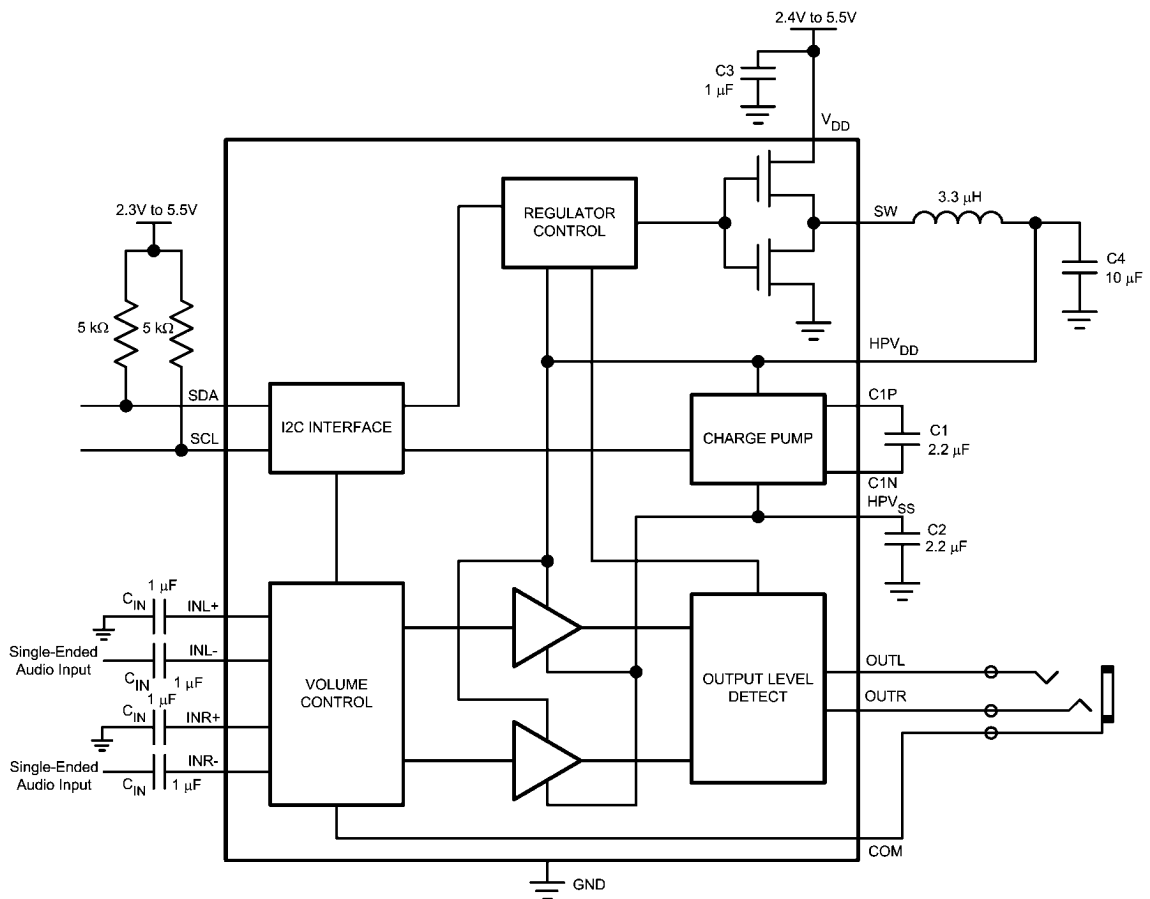 2.4V to 5.5V
C3
1 μF
VDD
2.3V to 5.5V
REGULATOR
CONTROL
SW
3.3 μH
C4
10 μF
5 kΩ
5 kΩ
HPVDD
SDA
I2C INTERFACE
SCL
CHARGE PUMP
C1P
C1
2.2 μF
C1N
HPVSS
C2
2.2 μF
1 μF
CIN
INL+
Single-Ended
Audio Input
INL-
CIN
1 μF
1 μF
CIN
INR+
Single-Ended
Audio Input
INR-
CIN
1 μF
VOLUME
CONTROL
OUTPUT LEVEL
DETECT
OUTL
OUTR
COM
GND